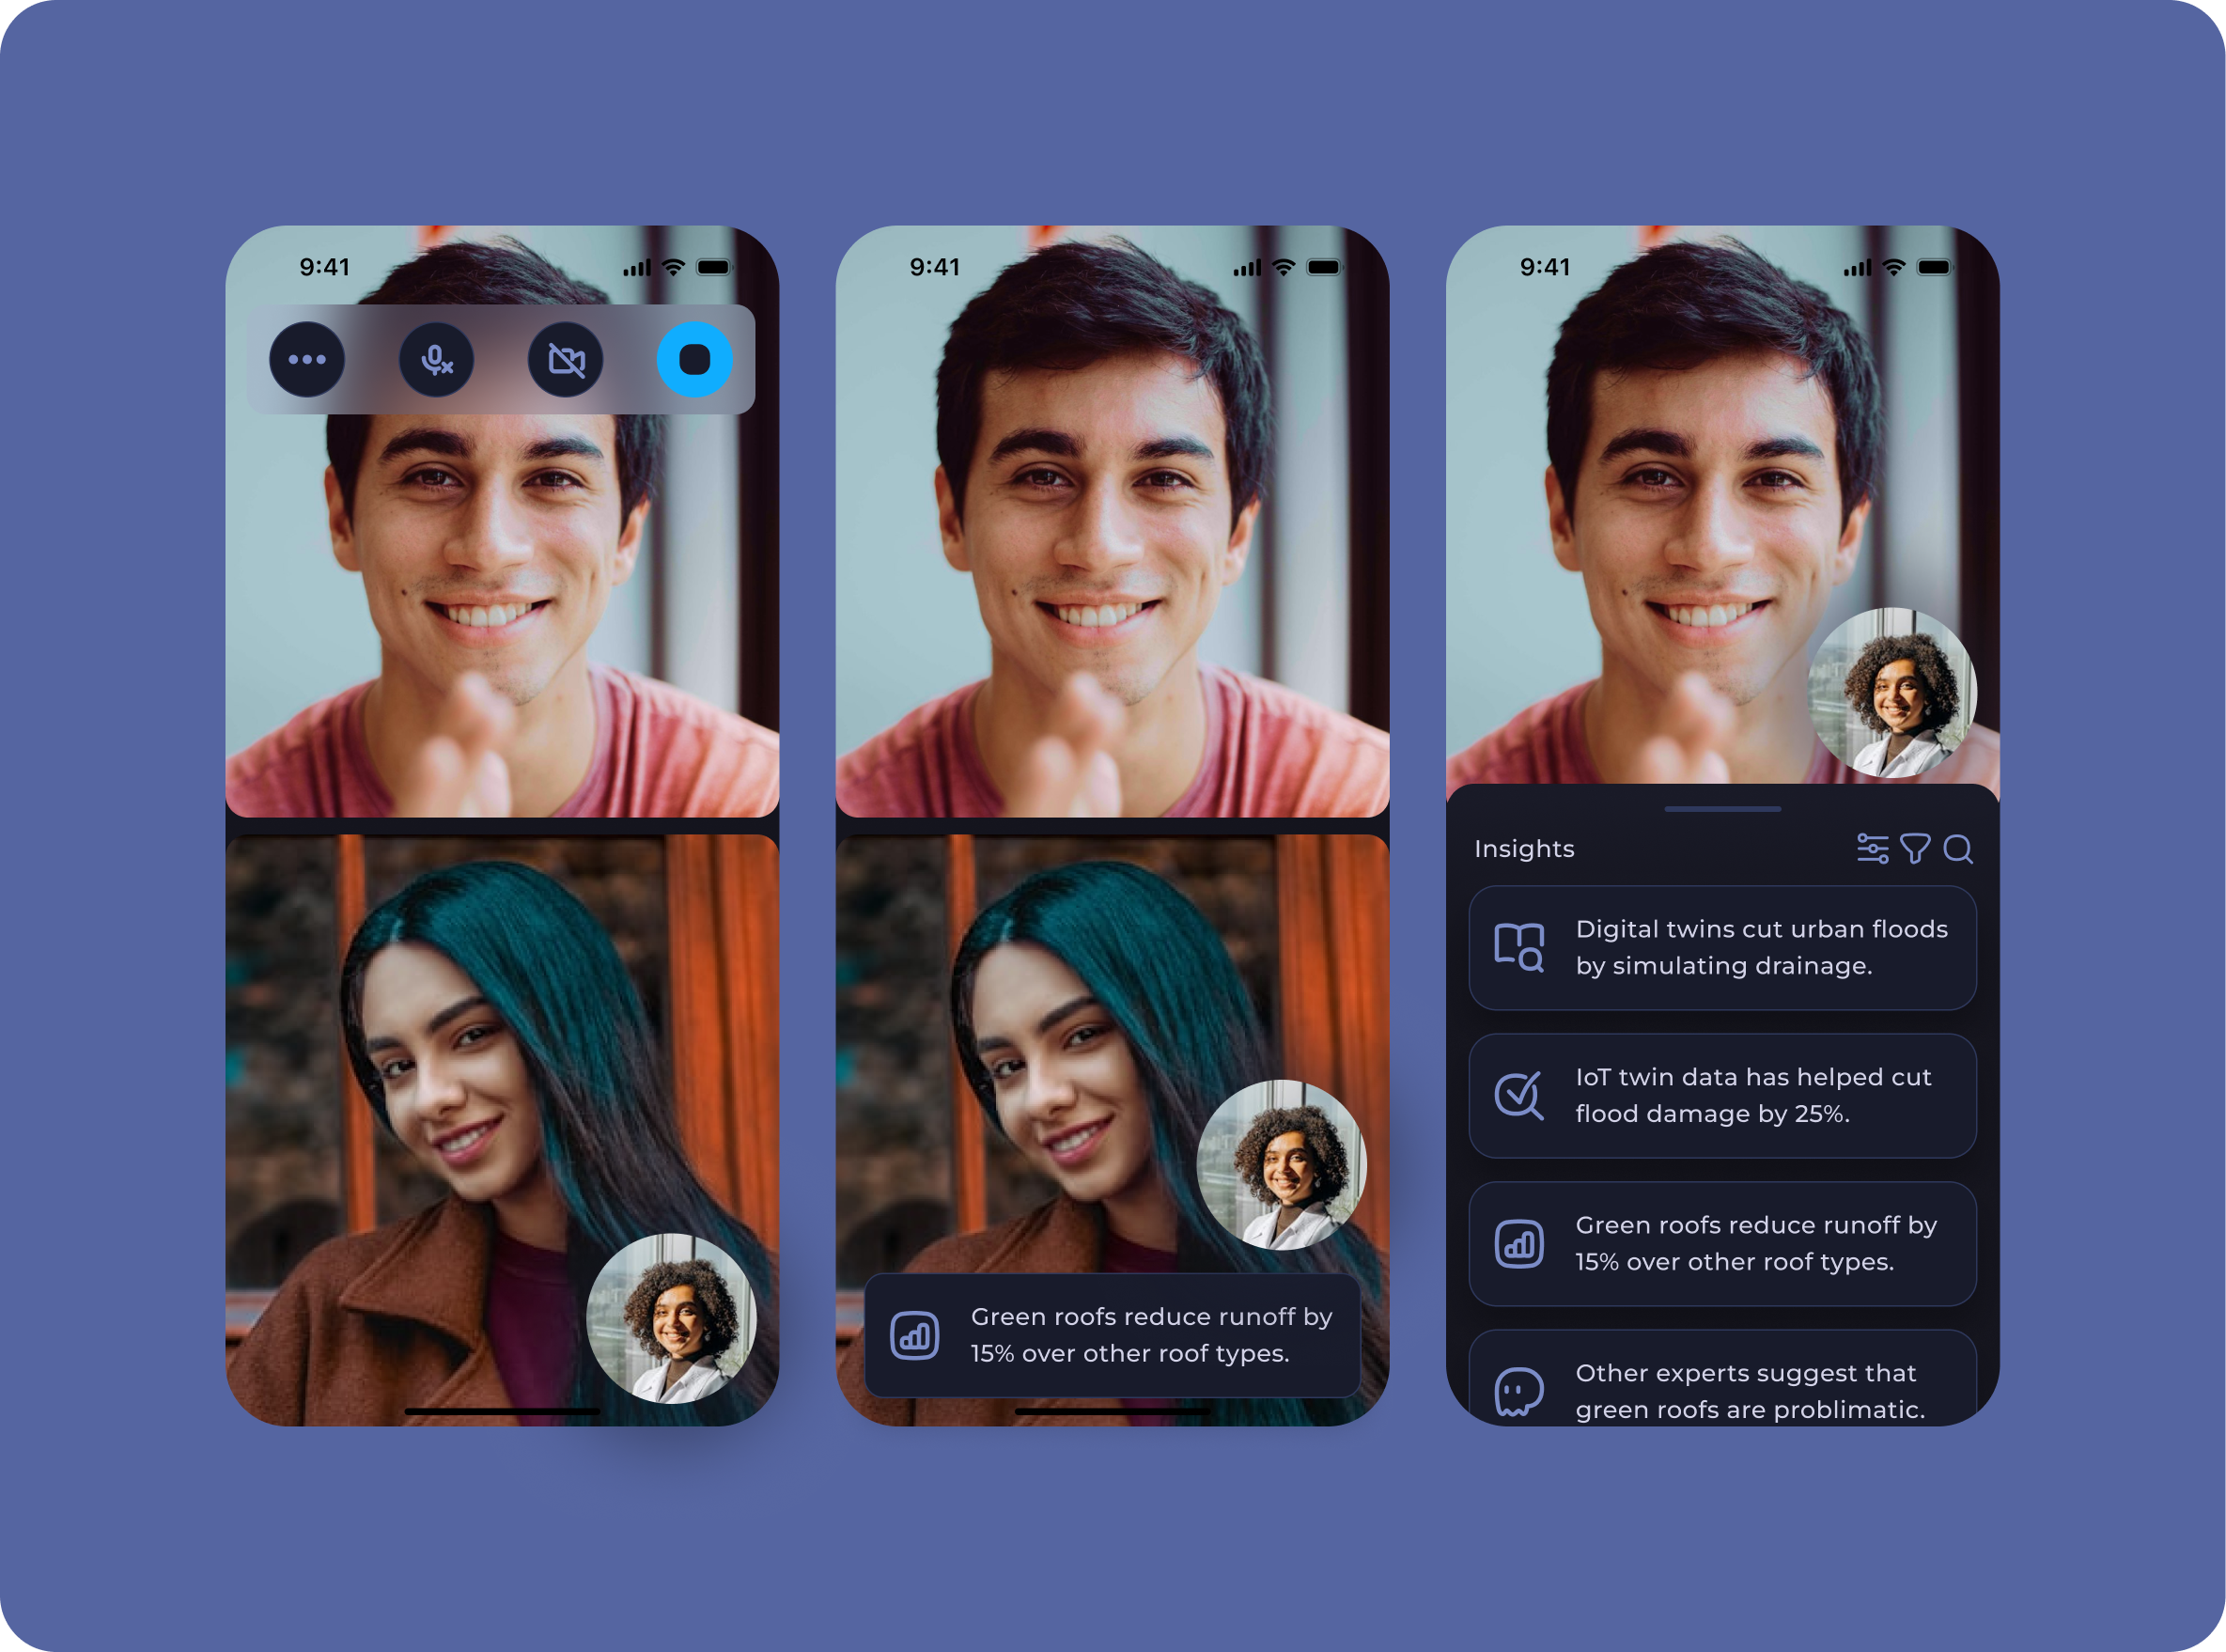 9:41
9:41
Green roofs reduce runoff by
15% over other roof types.
9:41
Insights
Digital twins cut urban floods
by simulating drainage.
IoT twin data has helped cut
flood damage by 25%.
Green roofs reduce runoff by
15% over other roof types.
Other experts suggest that
green roofs are problimatic.